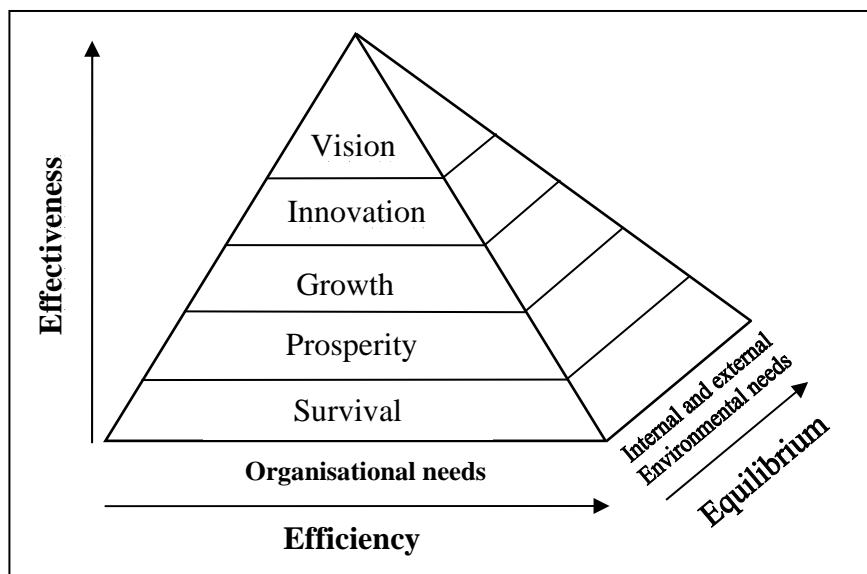 Effectiveness
Vision
Innovation
Growth
Prosperity
Survival
Organisational needs
Efficiency
Internal and external
Environmental needs
Equilibrium